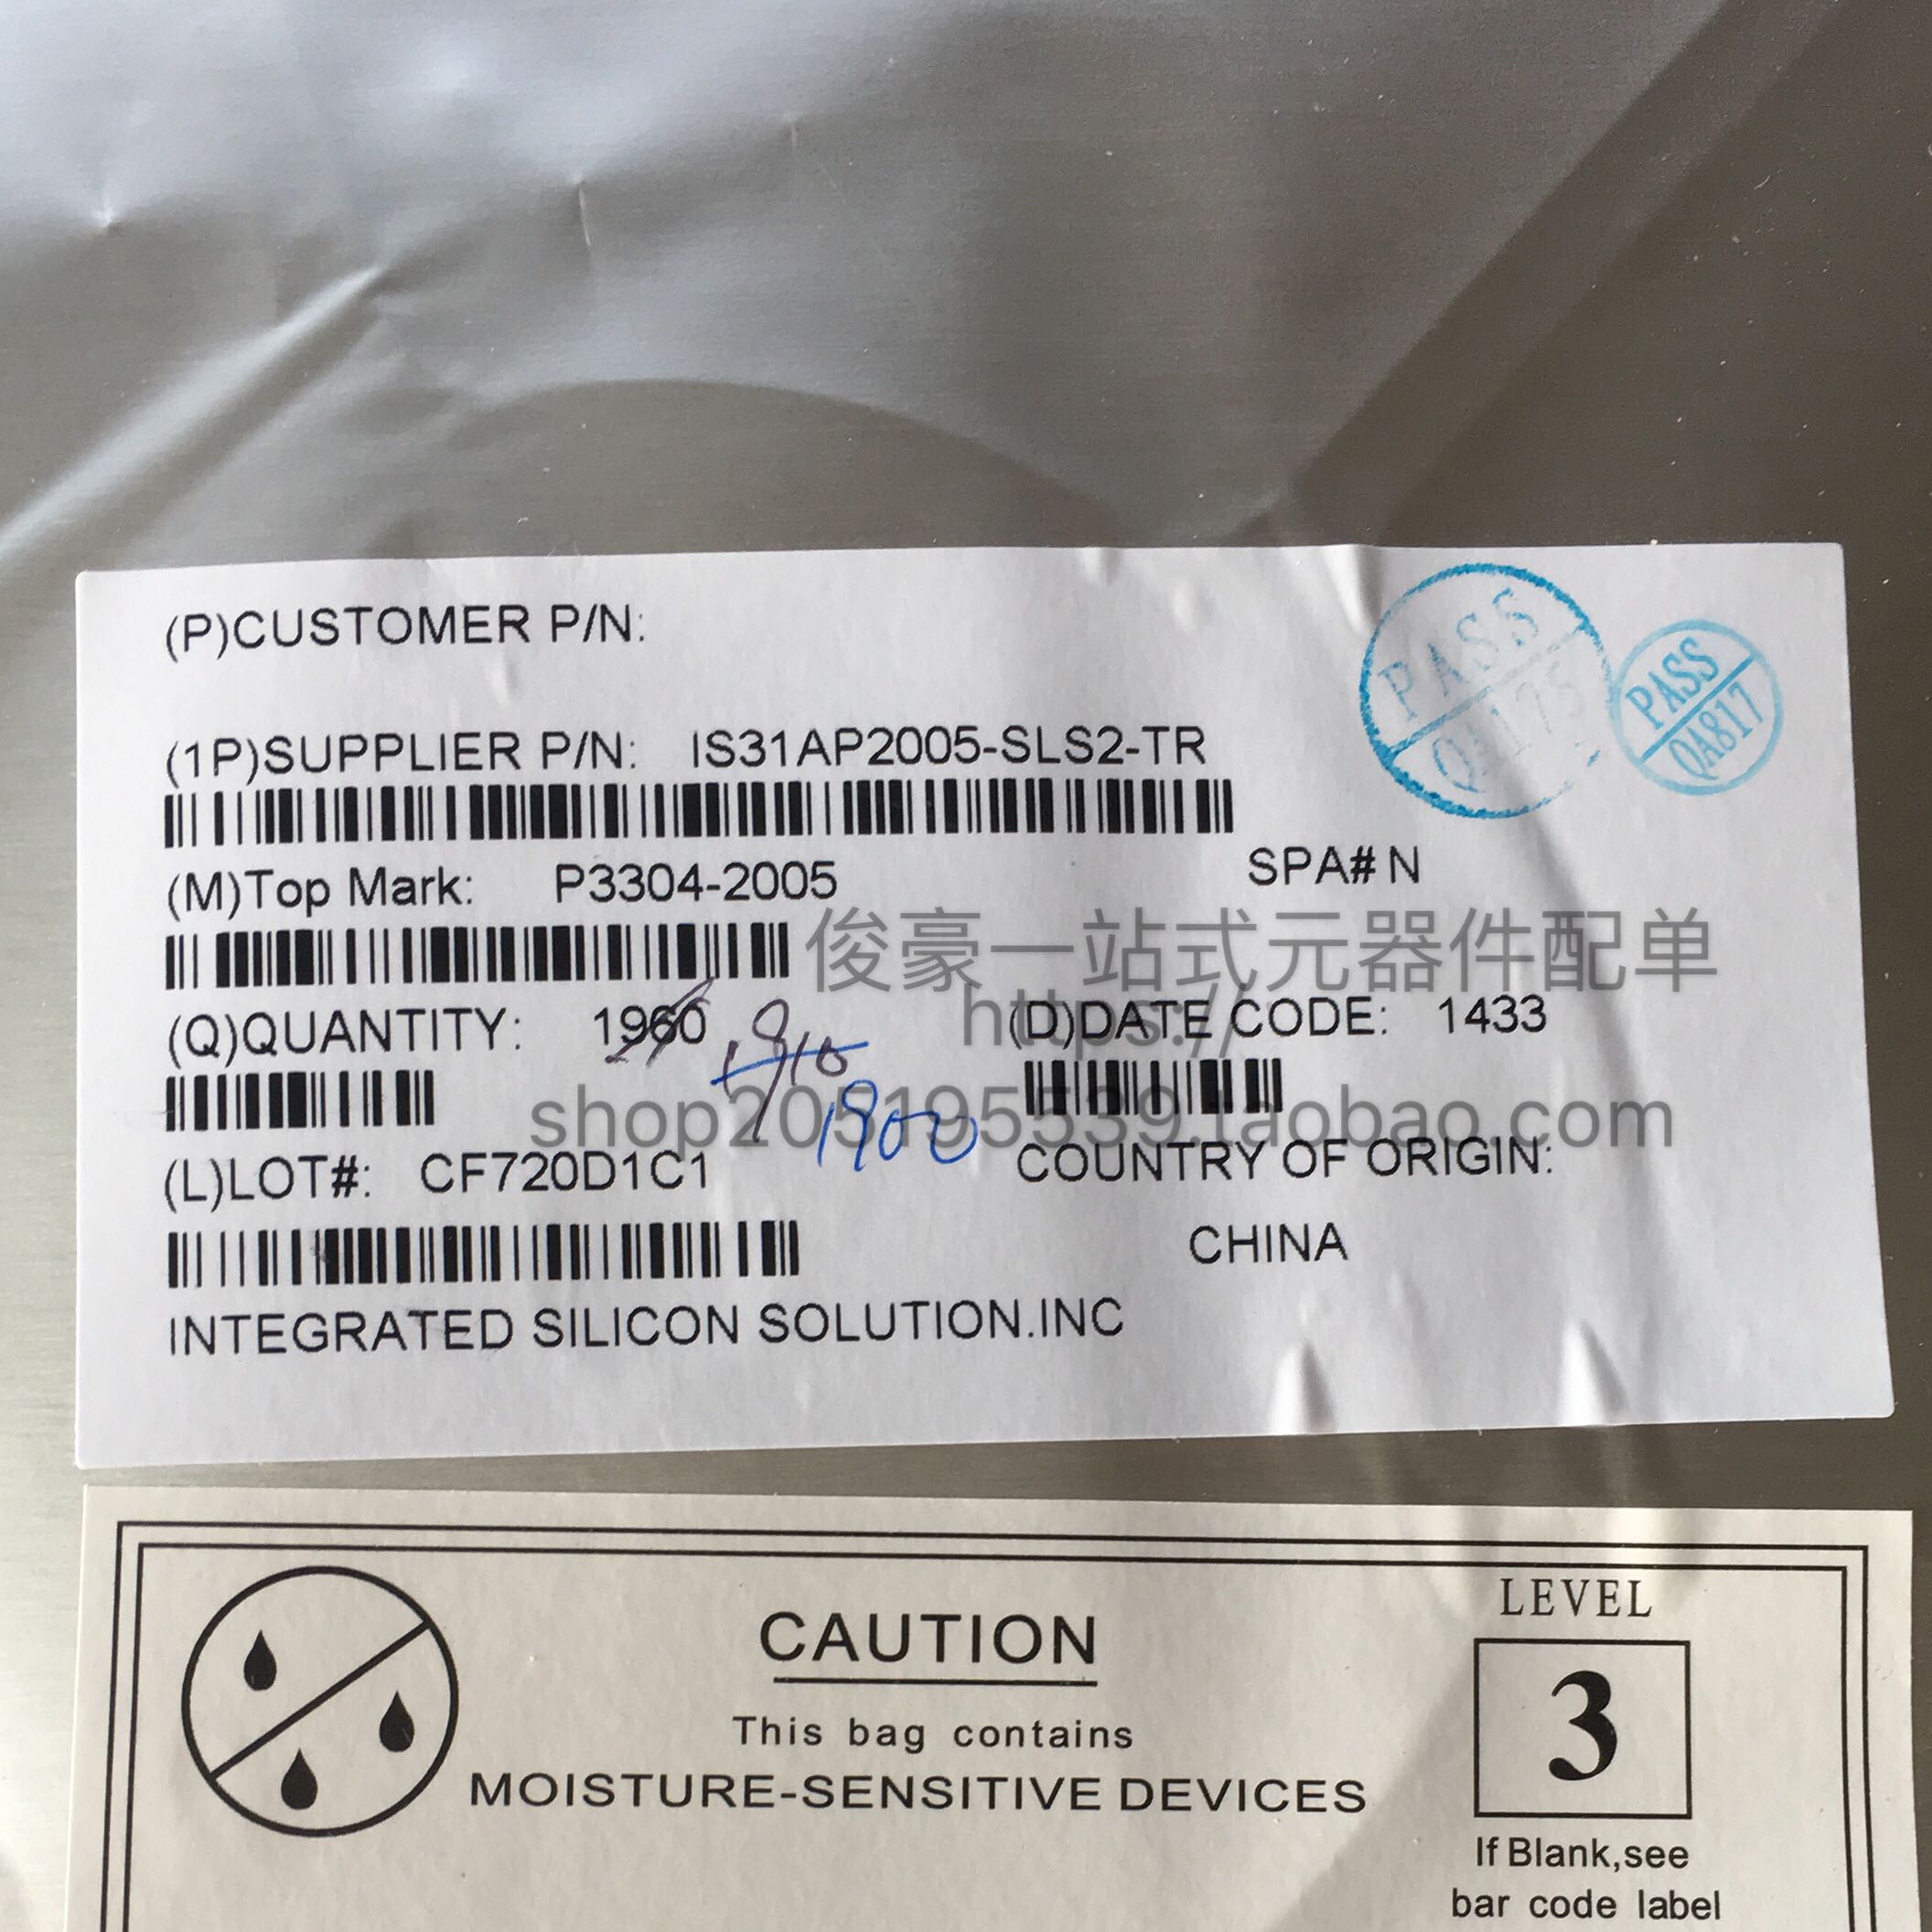 (P)CUSTOMER P/N:
PASS
PASS
QA817
(1P)SUPPLIER P/N: IS31AP2005-SLS2-TR
(M)Top Mark: P3304-2005
SPA# N
俊豪一站式元器件配单
https://
(Q)QUANTITY: 1960 1910
(D)DATE CODE: 1433
shop205195539.taobao.com
1900
(L)LOT#: CF720D1C1
COUNTRY OF ORIGIN:
CHINA
INTEGRATED SILICON SOLUTION.INC
LEVEL
CAUTION
3
This bag contains
MOISTURE-SENSITIVE DEVICES
If Blank,see
bar code label